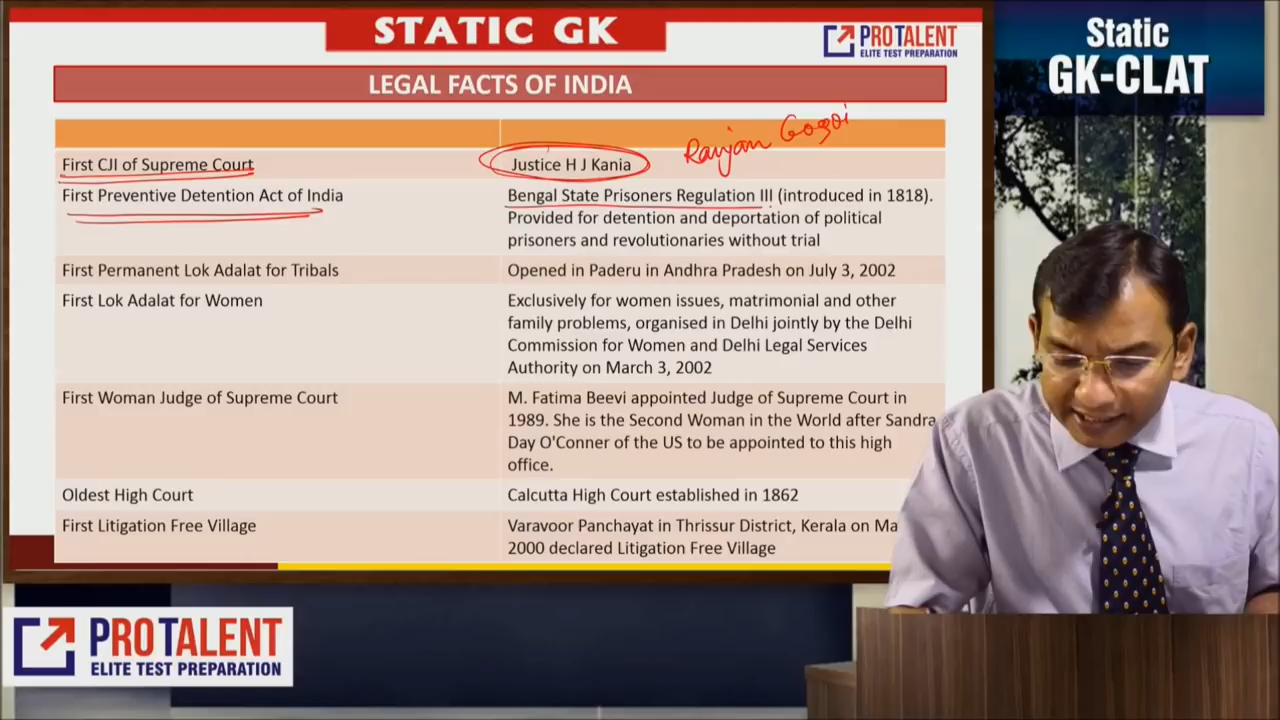 STATIC GK
PRO TALENT
ELITE TEST PREPARATION
Static
GK-CLAT
LEGAL FACTS OF INDIA
Ranjan Gogoi
First CJI of Supreme Court
Justice H J Kania
First Preventive Detention Act of India
Bengal State Prisoners Regulation III (introduced in 1818).
Provided for detention and deportation of political
prisoners and revolutionaries without trial
First Permanent Lok Adalat for Tribals
Opened in Paderu in Andhra Pradesh on July 3, 2002
First Lok Adalat for Women
Exclusively for women issues, matrimonial and other
family problems, organised in Delhi jointly by the Delhi
Commission for Women and Delhi Legal Services
Authority on March 3, 2002
First Woman Judge of Supreme Court
M. Fatima Beevi appointed Judge of Supreme Court in
1989. She is the Second Woman in the World after Sandra
Day O'Conner of the US to be appointed to this high
office.
Oldest High Court
Calcutta High Court established in 1862
First Litigation Free Village
Varavoor Panchayat in Thrissur District, Kerala on
2000 declared Litigation Free Village
PRO TALENT
ELITE TEST PREPARATION